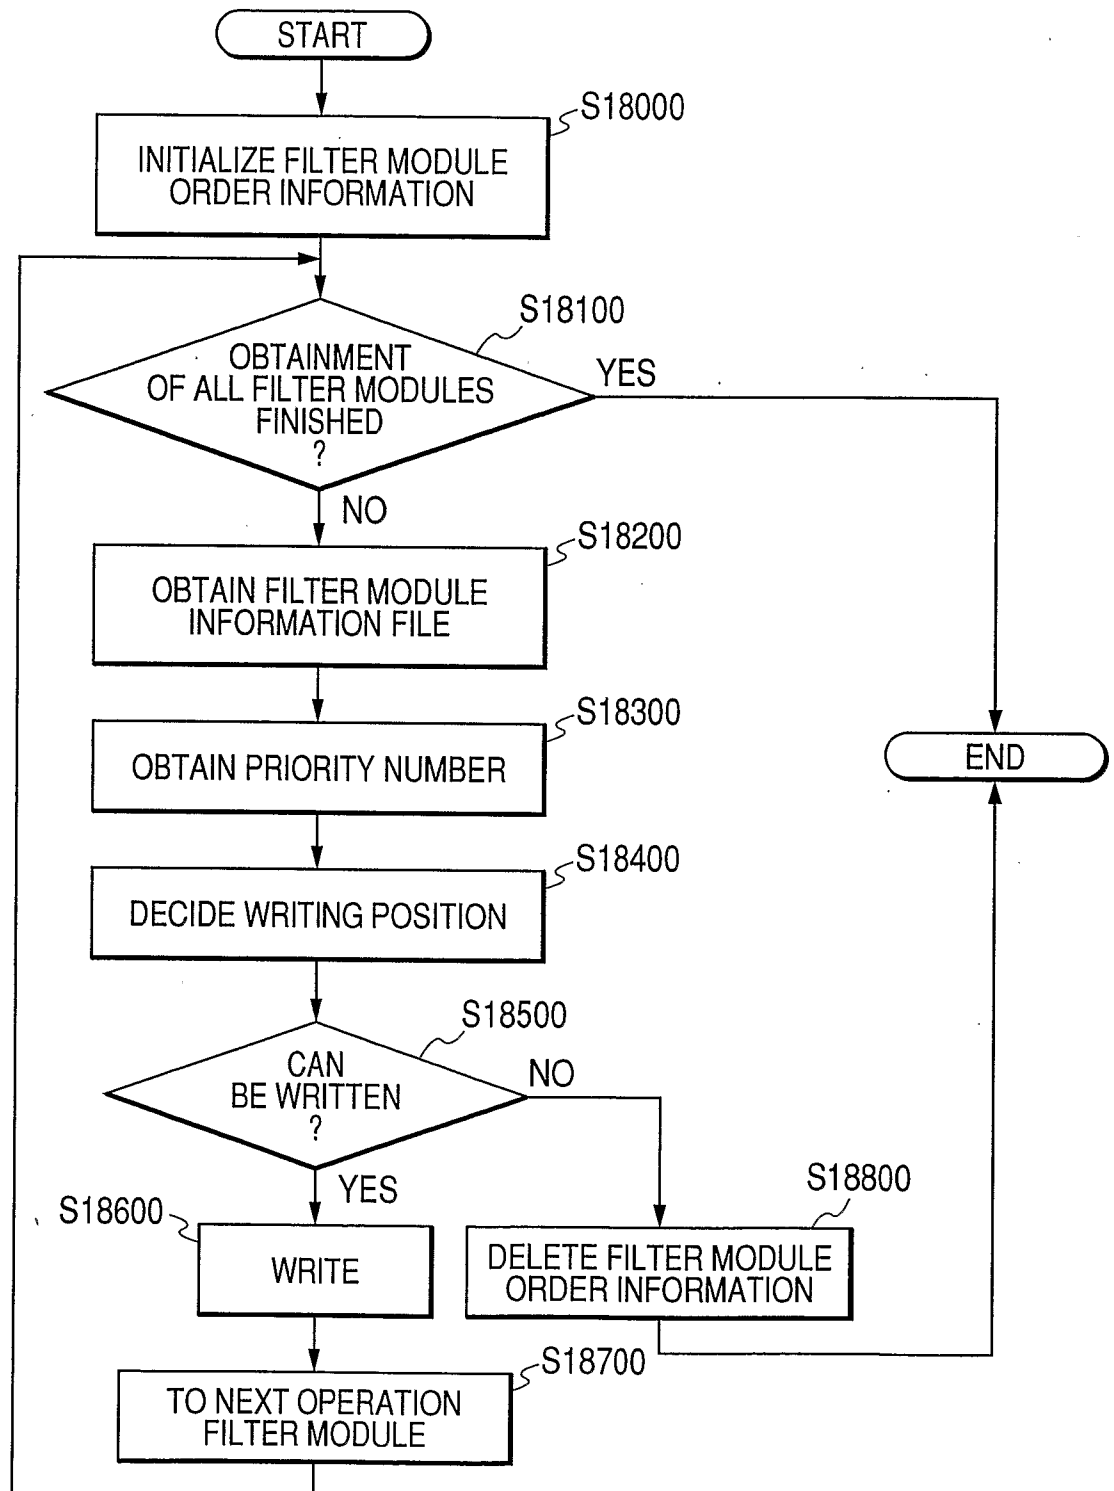 START
S18000
INITIALIZE FILTER MODULE
ORDER INFORMATION
S18100
OBTAINMENT
OF ALL FILTER MODULES
FINISHED
?
YES
NO
S18200
OBTAIN FILTER MODULE
INFORMATION FILE
S18300
OBTAIN PRIORITY NUMBER
END
S18400
DECIDE WRITING POSITION
S18500
CAN
BE WRITTEN
?
NO
YES
S18600
WRITE
S18800
DELETE FILTER MODULE
ORDER INFORMATION
S18700
TO NEXT OPERATION
FILTER MODULE